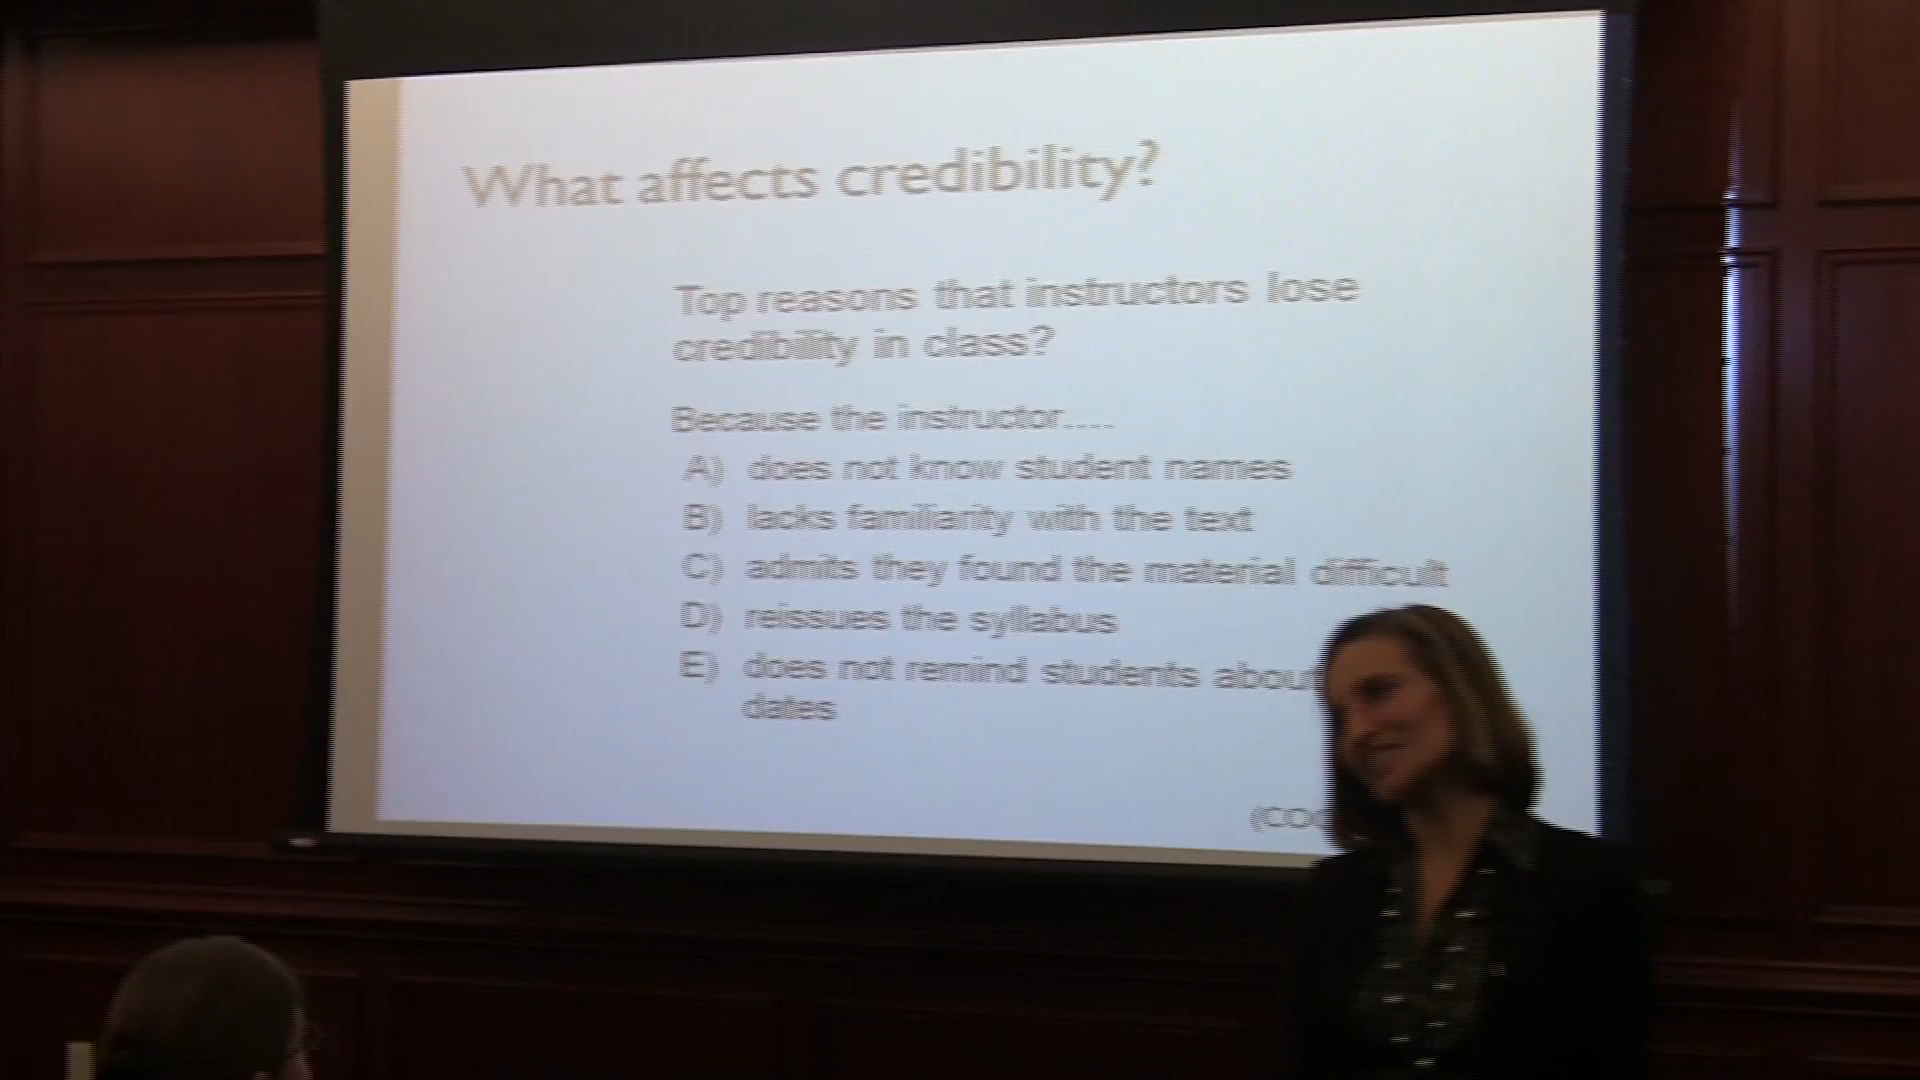 What affects credibility?
Top reasons that instructors lose
credibility in class?
Because the instructor....
A) does not know student names
B) lacks familiarity with the text
C) admits they found the material difficult
D) reissues the syllabus
E) does not remind students about
dates